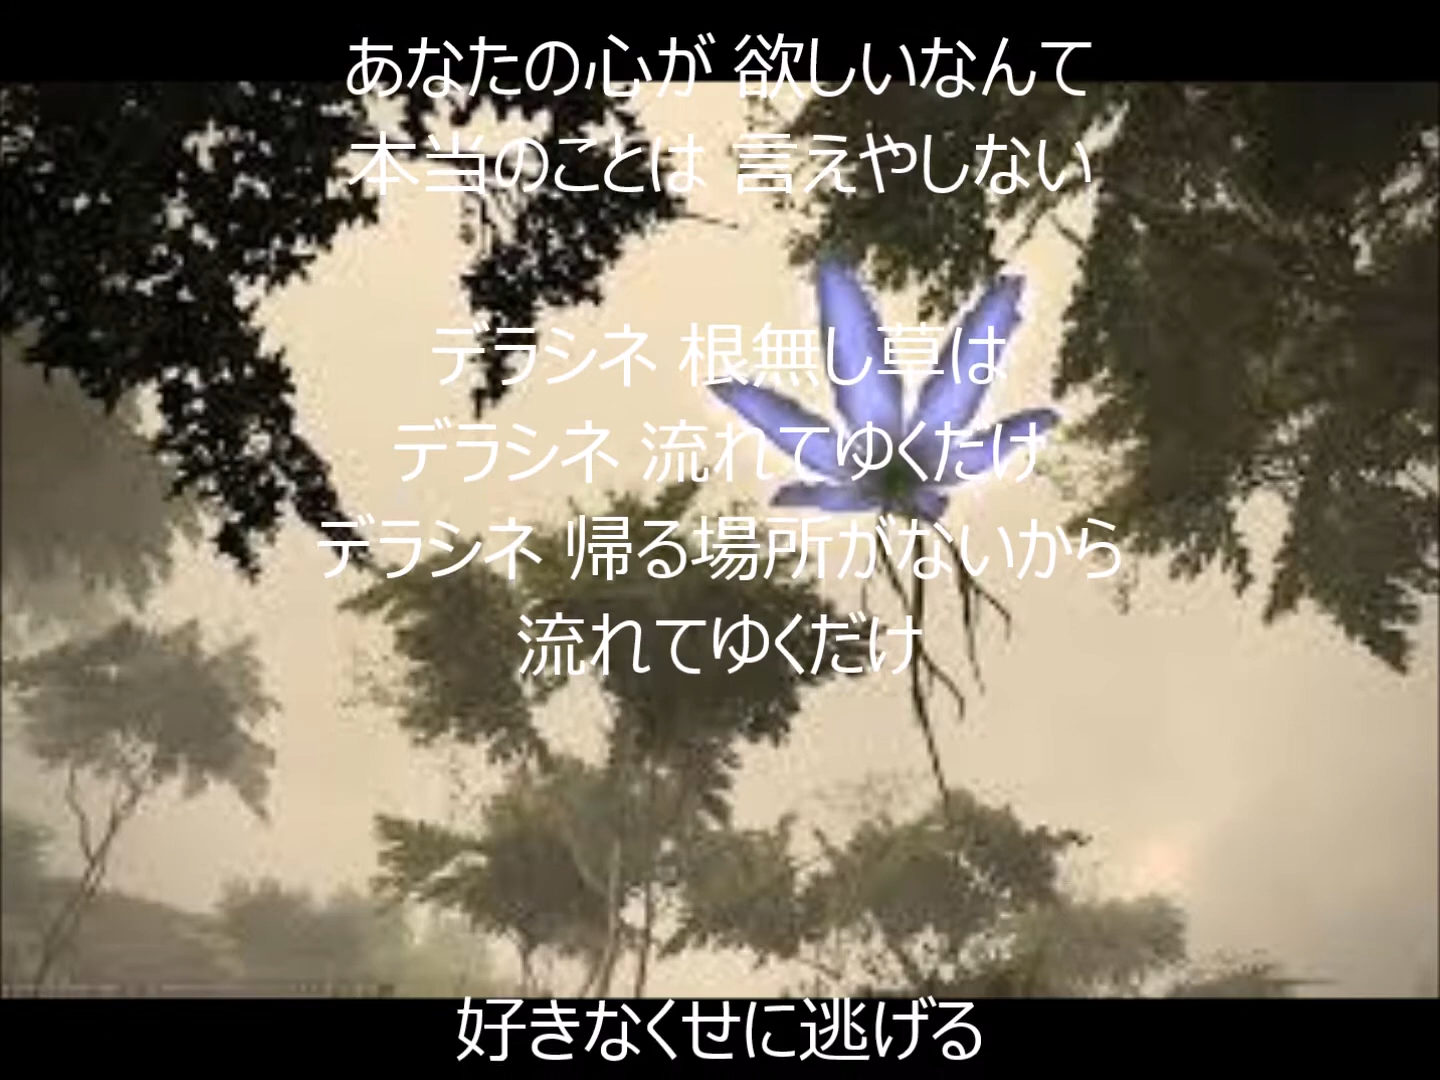 あなたの心が 欲しいなんて
本当のことは 言えやしない
デラシネ 根無し草は
デラシネ 流れてゆくだけ
デラシネ 帰る場所がないから
流れてゆくだけ
好きなくせに逃げる